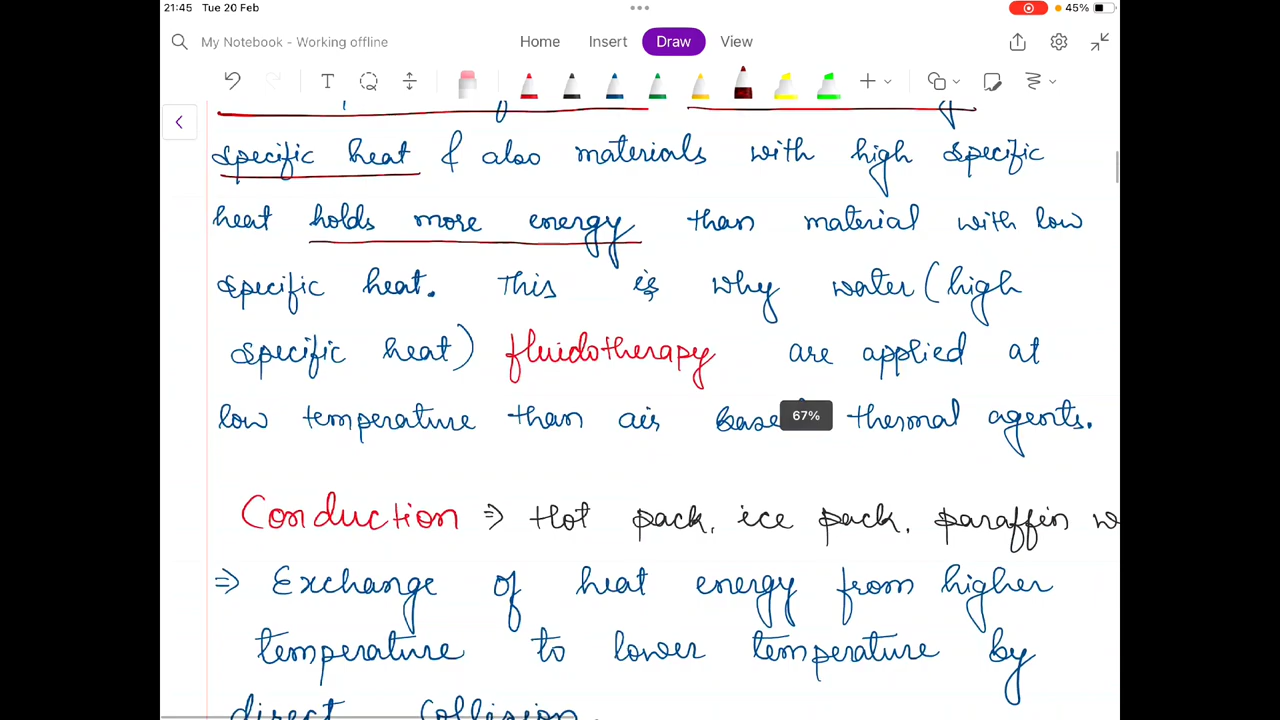 21:45 Tue 20 Feb
45%
My Notebook - Working offline
Home Insert Draw View
specific heat & also materials with high specific
heat holds more energy than material with low
specific heat. This is why water (high
specific heat) fluidotherapy are applied at
low temperature than air base thermal agents.
67%
Conduction ⇒ Hot pack, ice pack, paraffin w
⇒ Exchange of heat energy from higher
temperature to lower temperature by
direct collision.